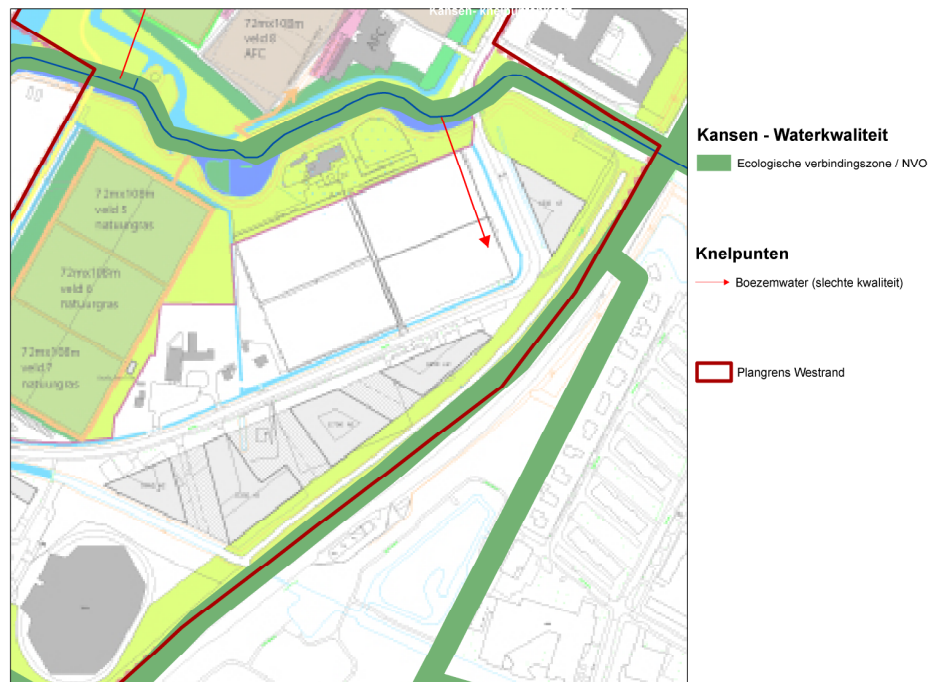 72mx108m
veld 8
AFC
AFC
72mx108m
veld 5
natuurgras
72mx108m
veld 6
natuurgras
72mx108m
veld 7
natuurgras
Kansen - Waterkwaliteit
Ecologische verbindingszone / NVO
Knelpunten
Boezemwater (slechte kwaliteit)
Plangrens Westrand